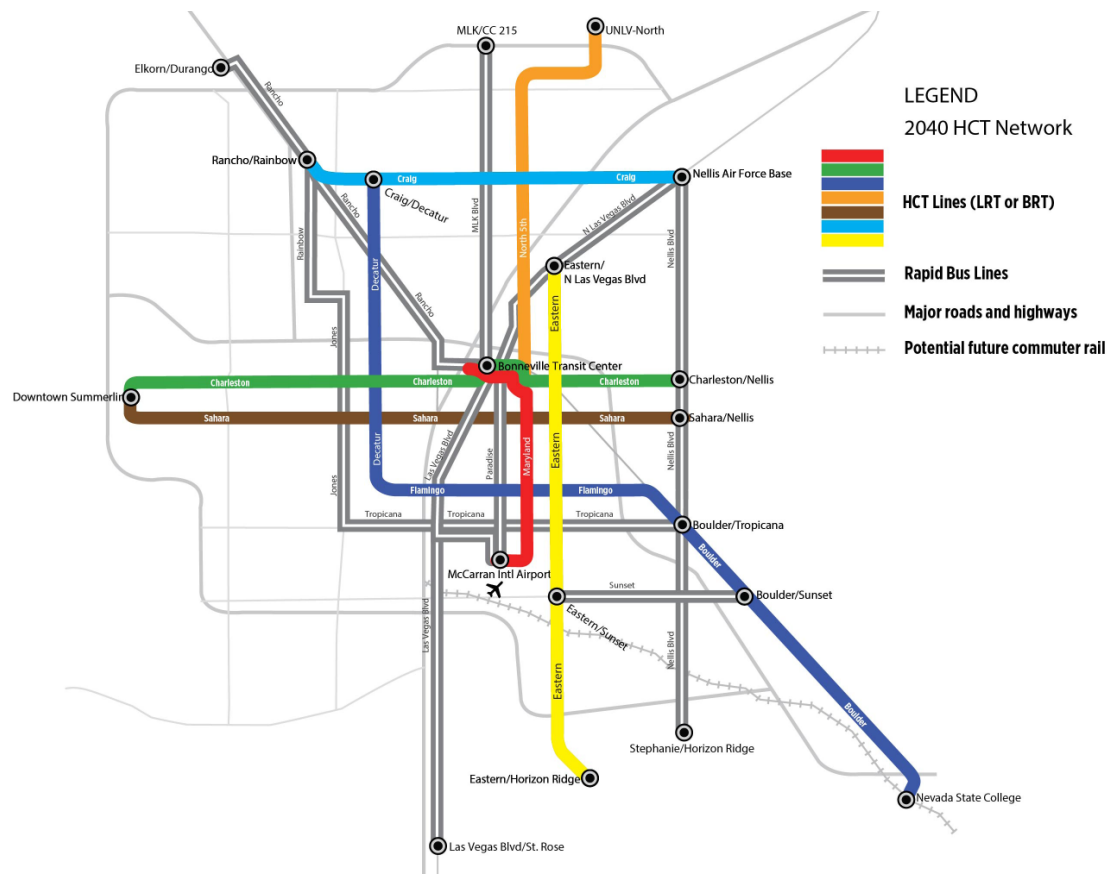 MLK/CC 215
UNLV-North
Elkorn/Durango
Rancho
Rancho/Rainbow
Craig
Craig
Nellis Air Force Base
Craig/Decatur
Rancho
MLK Blvd
North 5th
N Las Vegas Blvd
Nellis Blvd
Rainbow
Decatur
Eastern/
N Las Vegas Blvd
Rancho
Eastern
Jones
Bonneville Transit Center
Charleston
Charleston
Charleston
Charleston/Nellis
Downtown Summerlin
Sahara
Sahara
Sahara
Sahara/Nellis
Decatur
Las Vegas Blvd
Paradise
Maryland
Eastern
Nellis Blvd
Jones
Flamingo
Flamingo
Tropicana
Tropicana
Tropicana
Boulder/Tropicana
Boulder
McCarran Intl Airport
Sunset
Boulder/Sunset
Eastern/Sunset
Las Vegas Blvd
Eastern
Nellis Blvd
Boulder
Stephanie/Horizon Ridge
Eastern/Horizon Ridge
Nevada State College
Las Vegas Blvd/St. Rose
LEGEND
2040 HCT Network
HCT Lines (LRT or BRT)
Rapid Bus Lines
Major roads and highways
Potential future commuter rail